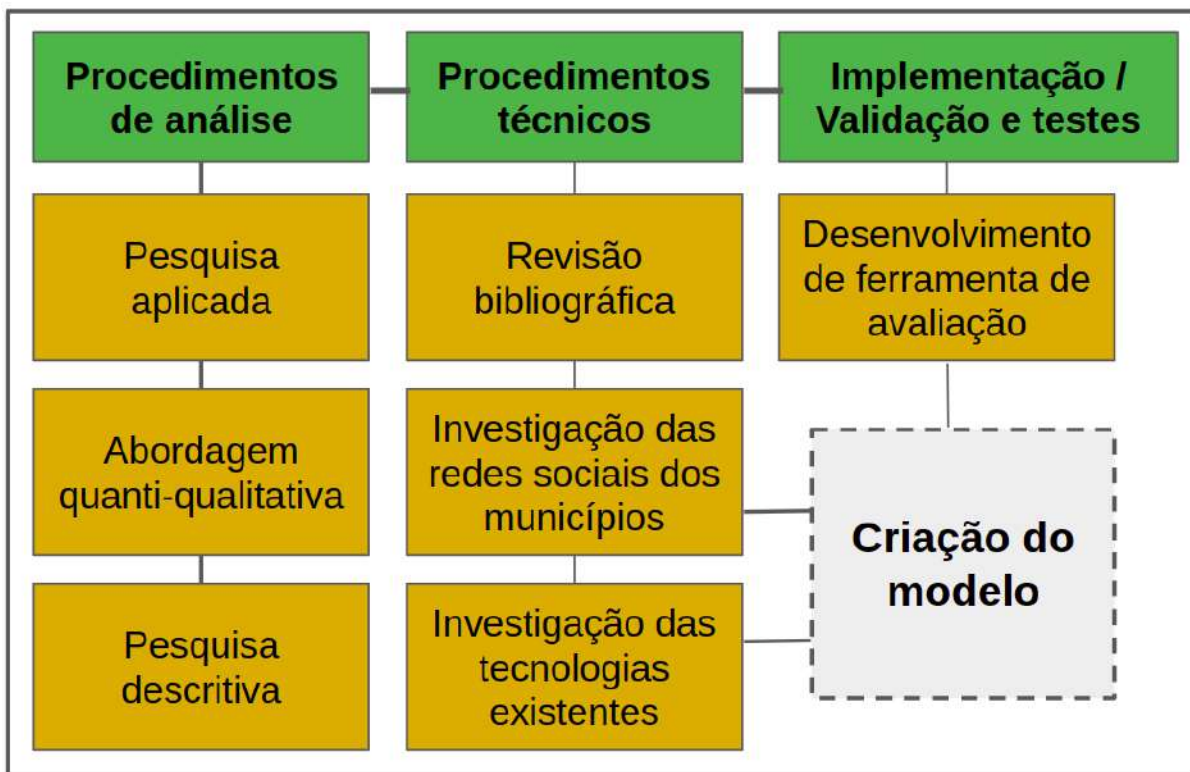 Procedimentos
de análise
Procedimentos
técnicos
Implementação /
Validação e testes
Pesquisa
aplicada
Revisão
bibliográfica
Desenvolvimento
de ferramenta de
avaliação
Abordagem
quanti-qualitativa
Investigação das
redes sociais dos
municípios
Criação do
modelo
Pesquisa
descritiva
Investigação das
tecnologias
existentes